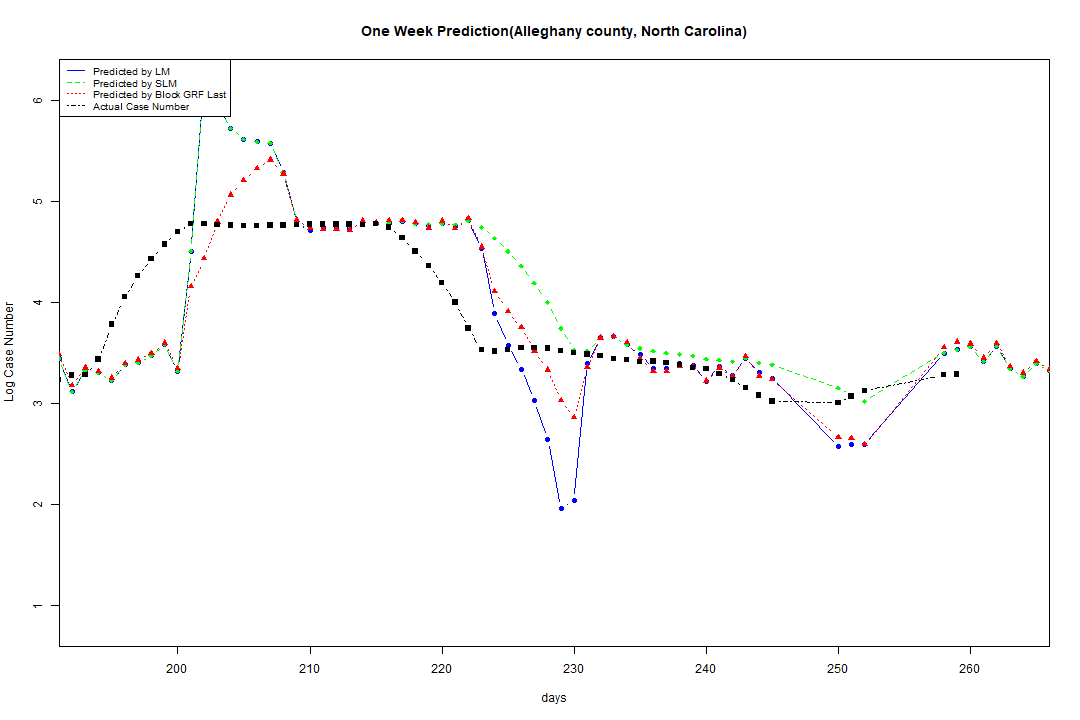 One Week Prediction(Alleghany county, North Carolina)
Predicted by LM
Predicted by SLM
Predicted by Block GRF Last
Actual Case Number
6
5
4
3
2
1
Log Case Number
200 210 220 230 240 250 260
days